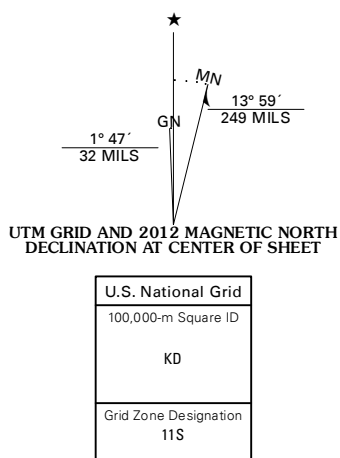 ★
MN
GN
13° 59´
249 MILS
1° 47´
32 MILS
UTM GRID AND 2012 MAGNETIC NORTH
DECLINATION AT CENTER OF SHEET
U.S. National Grid
100,000-m Square ID
KD
Grid Zone Designation
11S